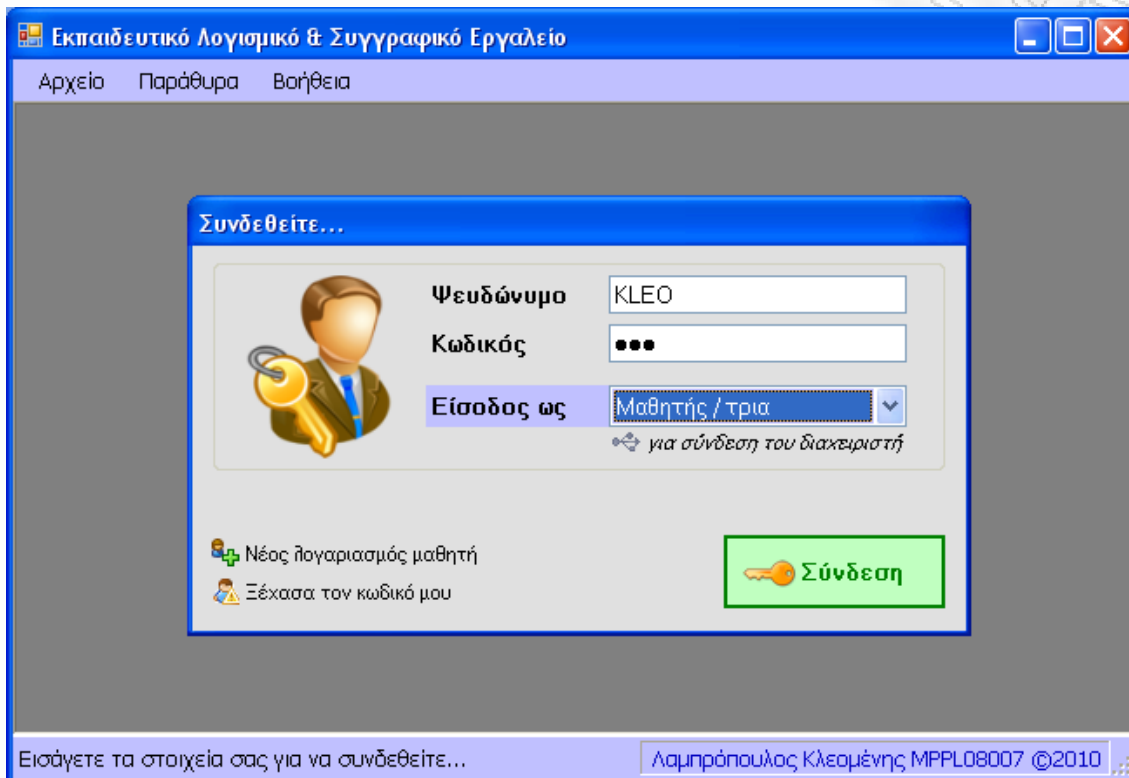 Εκπαιδευτικό Λογισμικό & Συγγραφικό Εργαλείο
Αρχείο Παράθυρα Βοήθεια
Συνδεθείτε...
Ψευδώνυμο KLEO
Κωδικός •••
Είσοδος ως Μαθητής / τρια
για σύνδεση του διαχειριστή
Νέος λογαριασμός μαθητή
Ξέχασα τον κωδικό μου
Σύνδεση
Εισάγετε τα στοιχεία σας για να συνδεθείτε... Λαμπρόπουλος Κλεομένης MPPL08007 ©2010